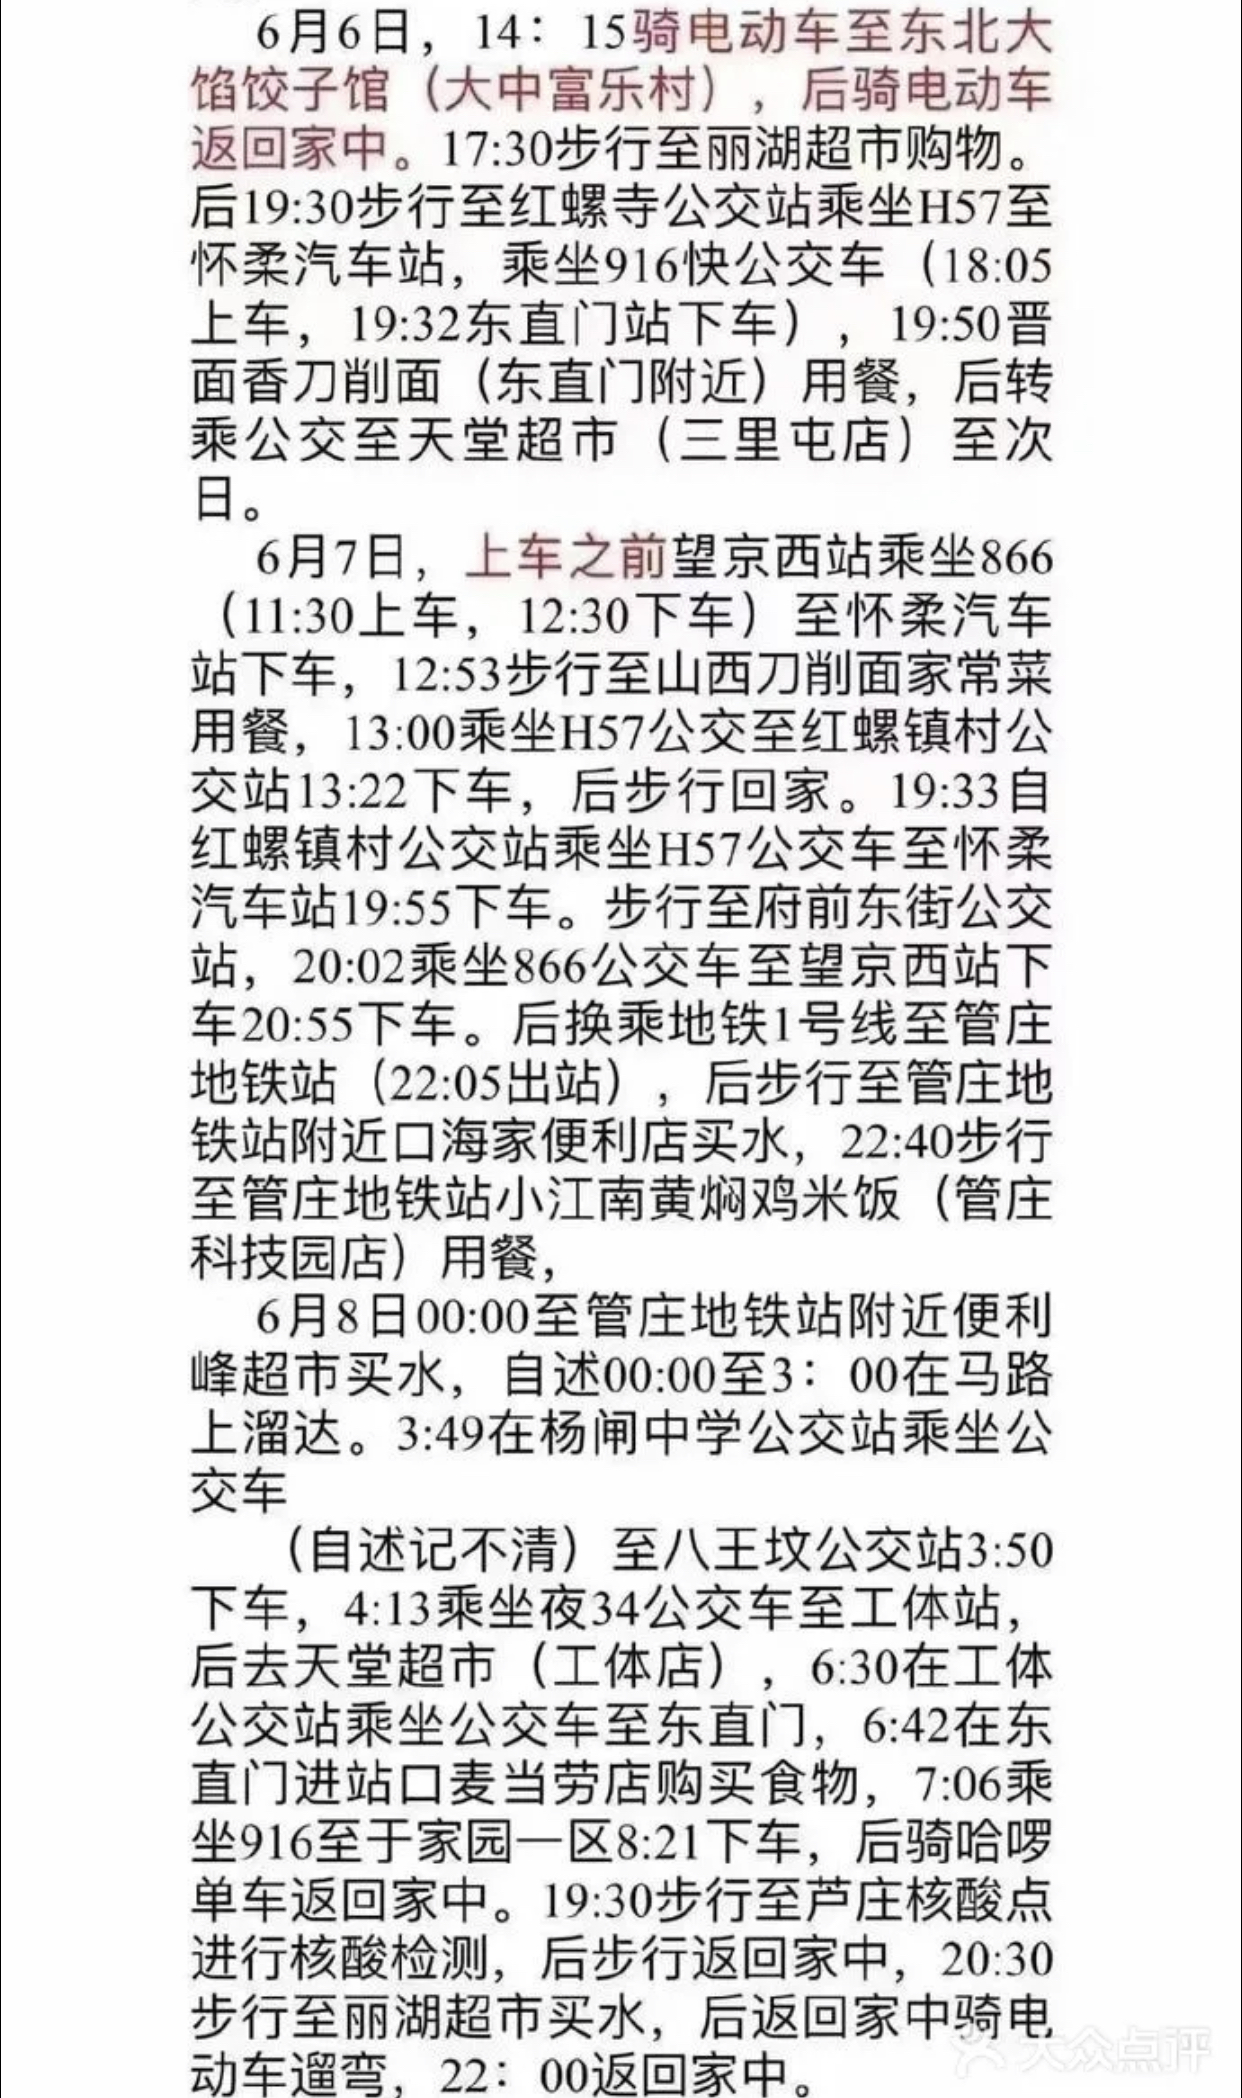 6月6日，14：15骑电动车至东北大
馅饺子馆（大中富乐村），后骑电动车
返回家中。17:30步行至丽湖超市购物。
后19:30步行至红螺寺公交站乘坐H57至
怀柔汽车站，乘坐916快公交车（18:05
上车，19:32东直门站下车），19:50晋
面香刀削面（东直门附近）用餐，后转
乘公交至天堂超市（三里屯店）至次
日。
6月7日，上车之前望京西站乘坐866
（11:30上车，12:30下车）至怀柔汽车
站下车，12:53步行至山西刀削面家常菜
用餐，13:00乘坐H57公交至红螺镇村公
交站13:22下车，后步行回家。19:33自
红螺镇村公交站乘坐H57公交车至怀柔
汽车站19:55下车。步行至府前东街公交
站，20:02乘坐866公交车至望京西站下
车20:55下车。后换乘地铁1号线至管庄
地铁站（22:05出站），后步行至管庄地
铁站附近口海家便利店买水，22:40步行
至管庄地铁站小江南黄焖鸡米饭（管庄
科技园店）用餐，
6月8日00:00至管庄地铁站附近便利
峰超市买水，自述00:00至3：00在马路
上溜达。3:49在杨闸中学公交站乘坐公
交车
（自述记不清）至八王坟公交站3:50
下车，4:13乘坐夜34公交车至工体站，
后去天堂超市（工体店），6:30在工体
公交站乘坐公交车至东直门，6:42在东
直门进站口麦当劳店购买食物，7:06乘
坐916至于家园一区8:21下车，后骑哈啰
单车返回家中。19:30步行至芦庄核酸点
进行核酸检测，后步行返回家中，20:30
步行至丽湖超市买水，后返回家中骑电
动车遛弯，22：00返回家中。
大众点评